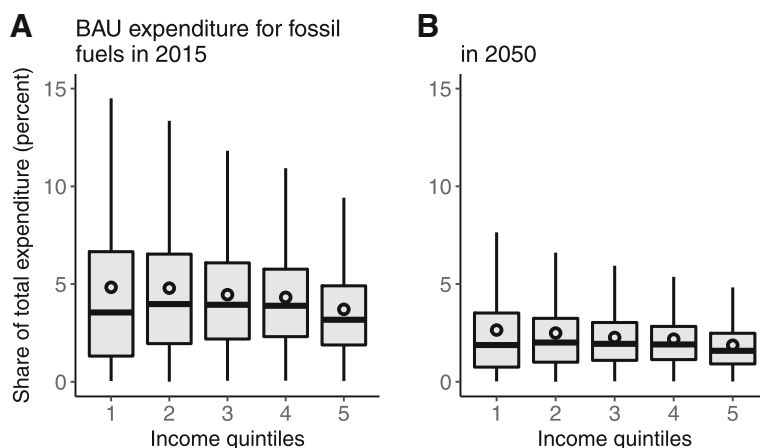 A
BAU expenditure for fossil
fuels in 2015
Share of total expenditure (percent)
15
10
5
0
1 2 3 4 5
Income quintiles
B
in 2050
15
10
5
0
1 2 3 4 5
Income quintiles